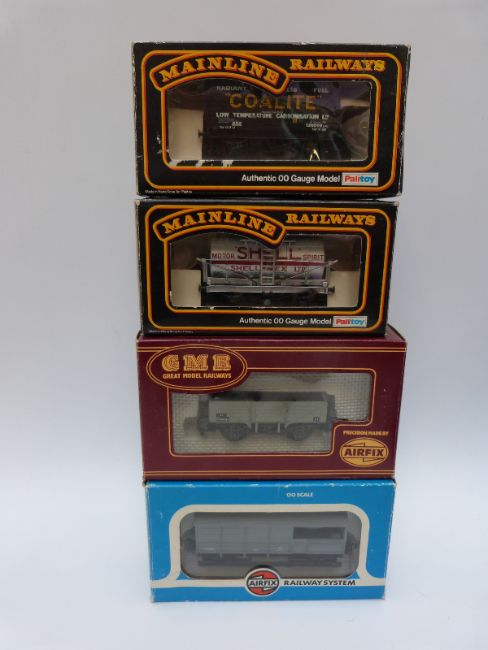 MAINLINE RAILWAYS
RADIANT FUEL
"COALITE"
LOW TEMPERATURE CARBONISATION LTD
Authentic 00 Gauge Model Palitoy
MAINLINE RAILWAYS
MOTOR SHELL SPIRIT
Authentic 00 Gauge Model Palitoy
GMR
GREAT MODEL RAILWAYS
PRECISION MADE BY
AIRFIX
OO SCALE
AIRFIX RAILWAY SYSTEM